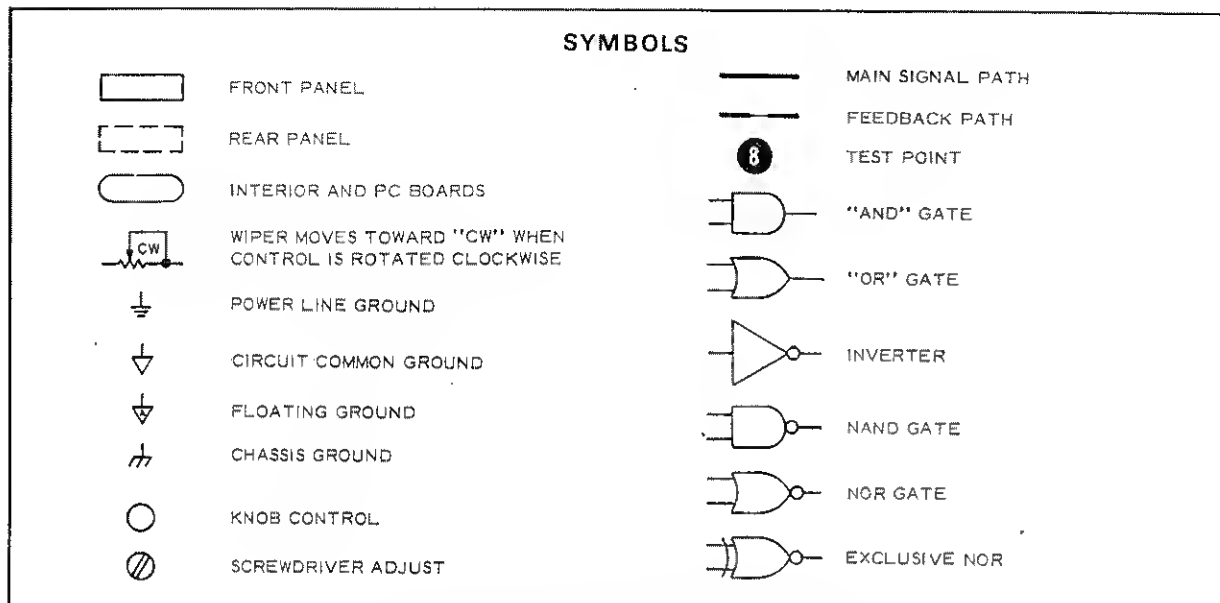 SYMBOLS
FRONT PANEL
REAR PANEL
INTERIOR AND PC BOARDS
CW
WIPER MOVES TOWARD "CW" WHEN
CONTROL IS ROTATED CLOCKWISE
POWER LINE GROUND
CIRCUIT COMMON GROUND
A
FLOATING GROUND
CHASSIS GROUND
KNOB CONTROL
SCREWDRIVER ADJUST
MAIN SIGNAL PATH
FEEDBACK PATH
8
TEST POINT
"AND" GATE
"OR" GATE
INVERTER
NAND GATE
NOR GATE
EXCLUSIVE NOR